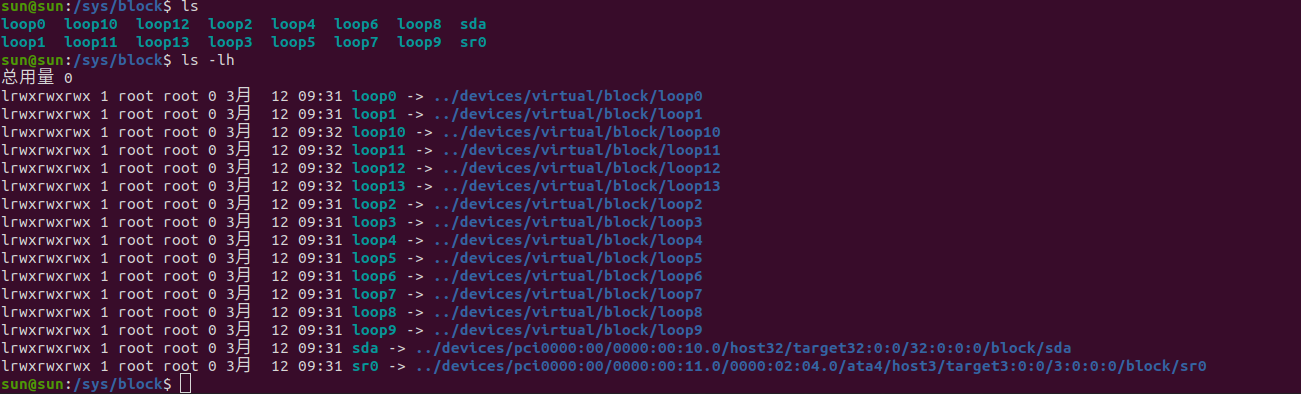 sun@sun:/sys/block$ ls
loop0  loop10  loop12  loop2  loop4  loop6  loop8  sda
loop1  loop11  loop13  loop3  loop5  loop7  loop9  sr0
sun@sun:/sys/block$ ls -lh
总用量 0
lrwxrwxrwx 1 root root 0 3月  12 09:31 loop0 -> ../devices/virtual/block/loop0
lrwxrwxrwx 1 root root 0 3月  12 09:31 loop1 -> ../devices/virtual/block/loop1
lrwxrwxrwx 1 root root 0 3月  12 09:32 loop10 -> ../devices/virtual/block/loop10
lrwxrwxrwx 1 root root 0 3月  12 09:32 loop11 -> ../devices/virtual/block/loop11
lrwxrwxrwx 1 root root 0 3月  12 09:32 loop12 -> ../devices/virtual/block/loop12
lrwxrwxrwx 1 root root 0 3月  12 09:32 loop13 -> ../devices/virtual/block/loop13
lrwxrwxrwx 1 root root 0 3月  12 09:31 loop2 -> ../devices/virtual/block/loop2
lrwxrwxrwx 1 root root 0 3月  12 09:31 loop3 -> ../devices/virtual/block/loop3
lrwxrwxrwx 1 root root 0 3月  12 09:31 loop4 -> ../devices/virtual/block/loop4
lrwxrwxrwx 1 root root 0 3月  12 09:31 loop5 -> ../devices/virtual/block/loop5
lrwxrwxrwx 1 root root 0 3月  12 09:31 loop6 -> ../devices/virtual/block/loop6
lrwxrwxrwx 1 root root 0 3月  12 09:31 loop7 -> ../devices/virtual/block/loop7
lrwxrwxrwx 1 root root 0 3月  12 09:31 loop8 -> ../devices/virtual/block/loop8
lrwxrwxrwx 1 root root 0 3月  12 09:31 loop9 -> ../devices/virtual/block/loop9
lrwxrwxrwx 1 root root 0 3月  12 09:31 sda -> ../devices/pci0000:00/0000:00:10.0/host32/target32:0:0/32:0:0:0/block/sda
lrwxrwxrwx 1 root root 0 3月  12 09:31 sr0 -> ../devices/pci0000:00/0000:00:11.0/0000:02:04.0/ata4/host3/target3:0:0/3:0:0:0/block/sr0
sun@sun:/sys/block$